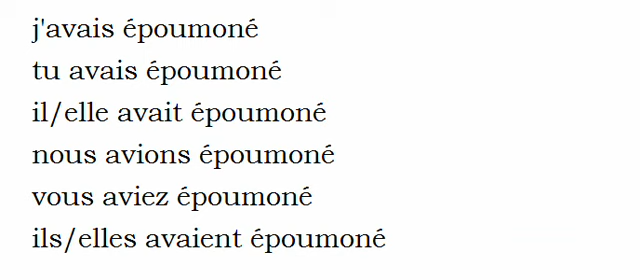 j'avais époumoné
tu avais époumoné
il/elle avait époumoné
nous avions époumoné
vous aviez époumoné
ils/elles avaient époumoné